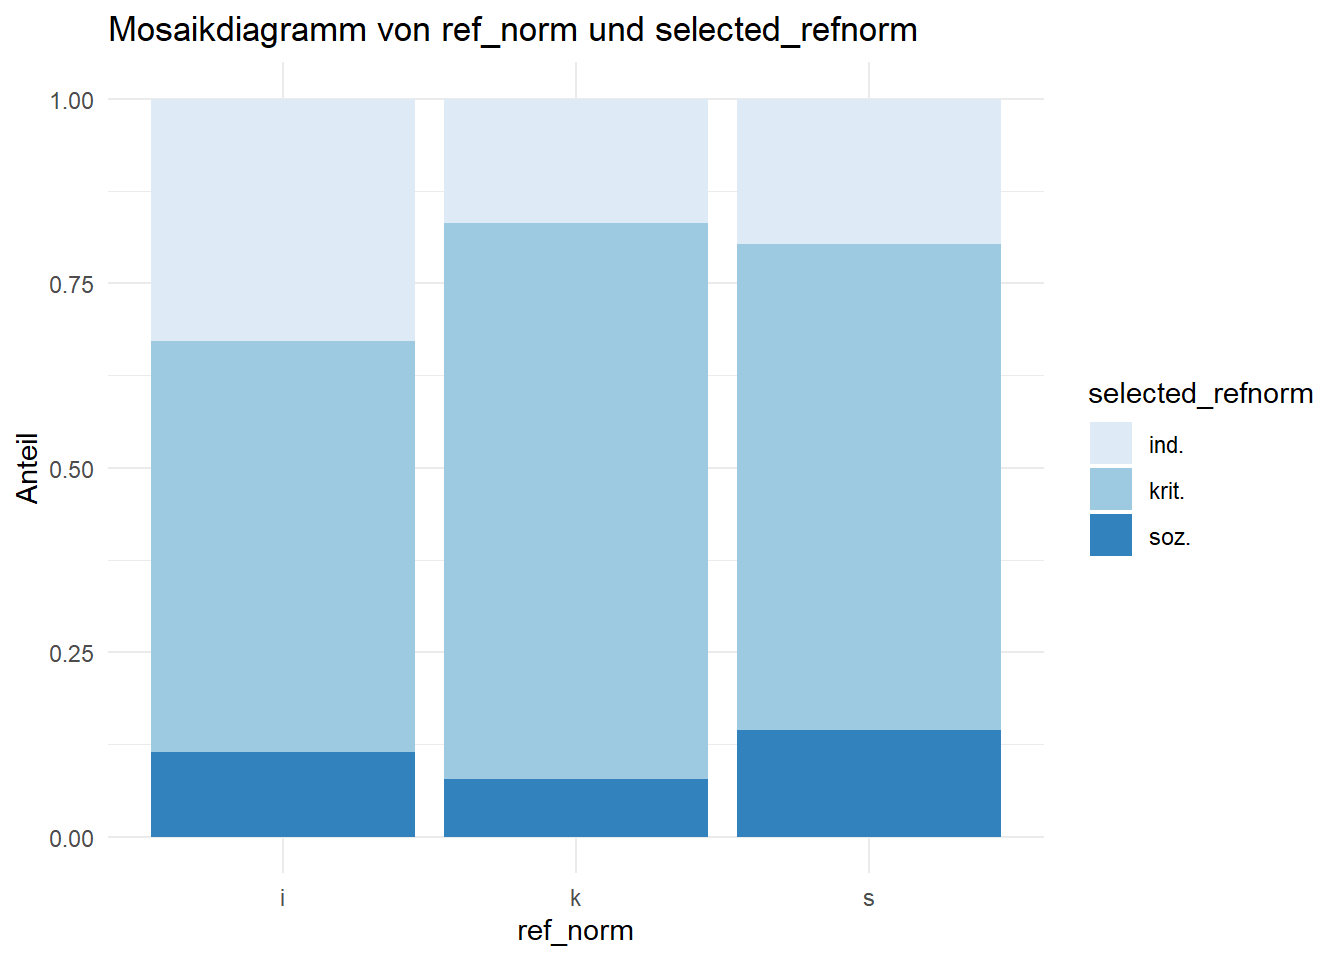 Mosaikdiagramm von ref_norm und selected_refnorm
1.00
0.75
0.50
0.25
0.00
Anteil
i k s
ref_norm
selected_refnorm
ind.
krit.
soz.